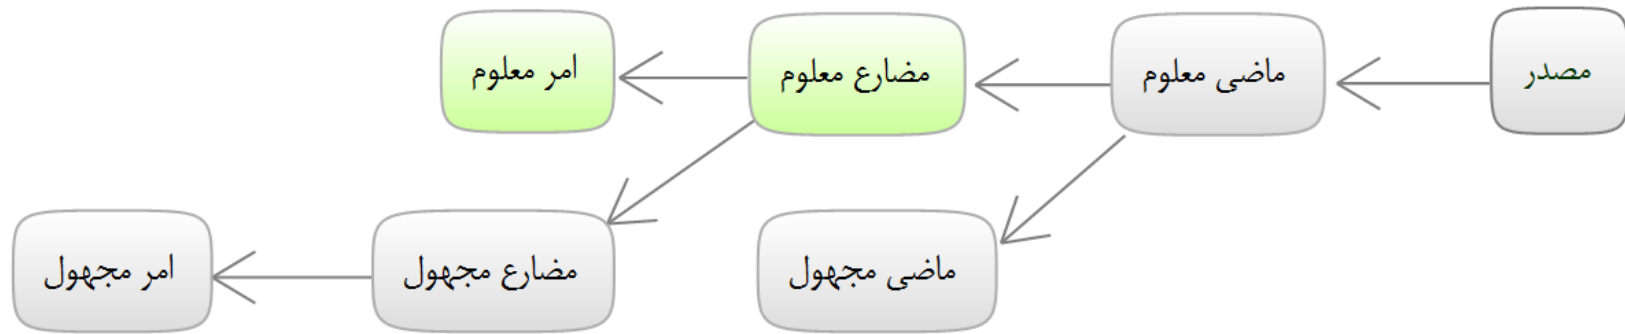 مصدر
ماضی معلوم
مضارع معلوم
امر معلوم
ماضی مجهول
مضارع مجهول
امر مجهول